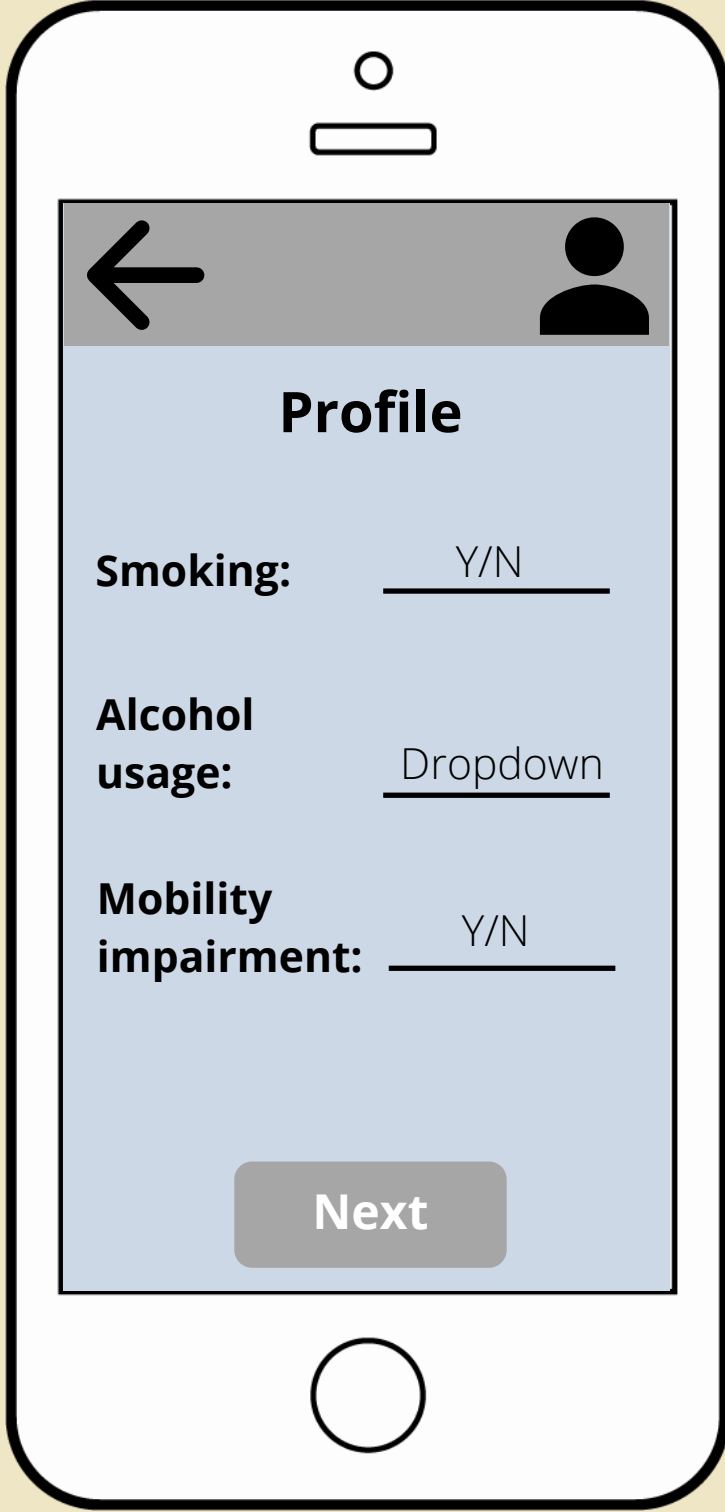 Profile
Smoking: Y/N
Alcohol
usage: Dropdown
Mobility
impairment: Y/N
Next